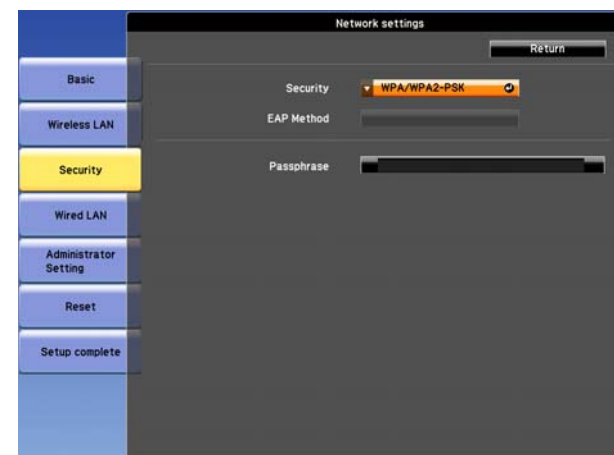 Network settings
Return
Basic
Wireless LAN
Security
Wired LAN
Administrator
Setting
Reset
Setup complete
Security WPA/WPA2-PSK
EAP Method
Passphrase